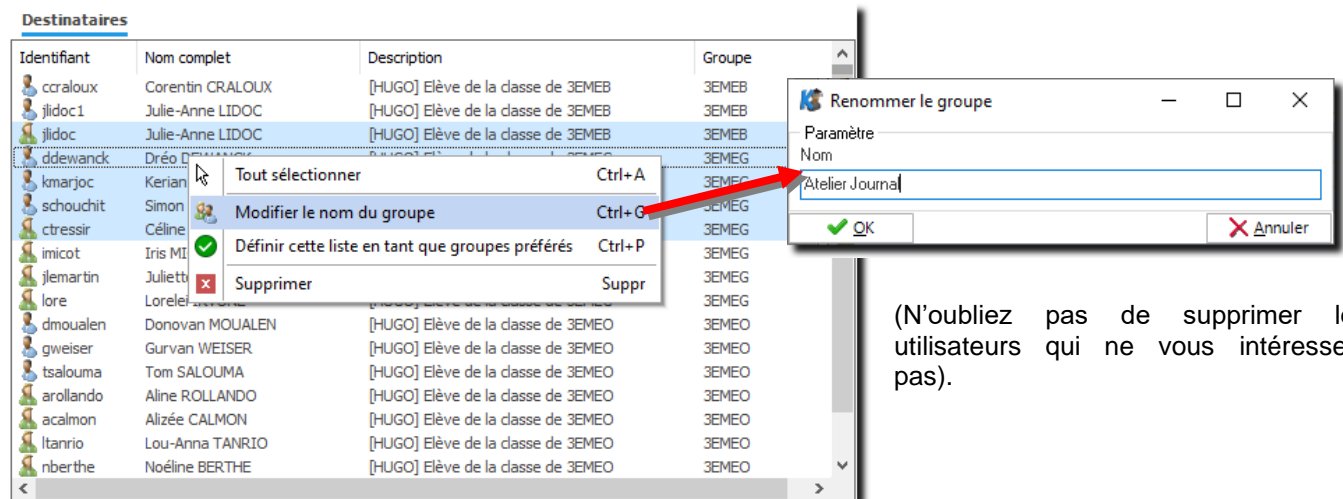 Destinataires
Identifiant Nom complet Description Groupe
ccraloux Corentin CRALOUX [HUGO] Elève de la classe de 3EMEB 3EMEB
jlidoc1 Julie-Anne LIDOC [HUGO] Elève de la classe de 3EMEB 3EMEB
jlidoc Julie-Anne LIDOC [HUGO] Elève de la classe de 3EMEB 3EMEB
ddewanck Dréo 3EMEG
kmarjoc Kerian 3EMEG
schouchit Simon 3EMEG
ctressir Céline 3EMEG
imicot Iris MI 3EMEG
jlemartin Juliett 3EMEG
lore Lorelei 3EMEG
dmoualen Donovan MOUALEN [HUGO] Elève de la classe de 3EMEO 3EMEO
gweiser Gurvan WEISER [HUGO] Elève de la classe de 3EMEO 3EMEO
tsalouma Tom SALOUMA [HUGO] Elève de la classe de 3EMEO 3EMEO
arollando Aline ROLLANDO [HUGO] Elève de la classe de 3EMEO 3EMEO
acalmon Alizée CALMON [HUGO] Elève de la classe de 3EMEO 3EMEO
ltanrio Lou-Anna TANRIO [HUGO] Elève de la classe de 3EMEO 3EMEO
nberthe Noéline BERTHE [HUGO] Elève de la classe de 3EMEO 3EMEO
Tout sélectionner Ctrl+A
Modifier le nom du groupe Ctrl+G
Définir cette liste en tant que groupes préférés Ctrl+P
Supprimer Suppr
Renommer le groupe
Paramètre
Nom
Atelier Journal
OK Annuler
(N'oubliez pas de supprimer le
utilisateurs qui ne vous intéresse
pas).